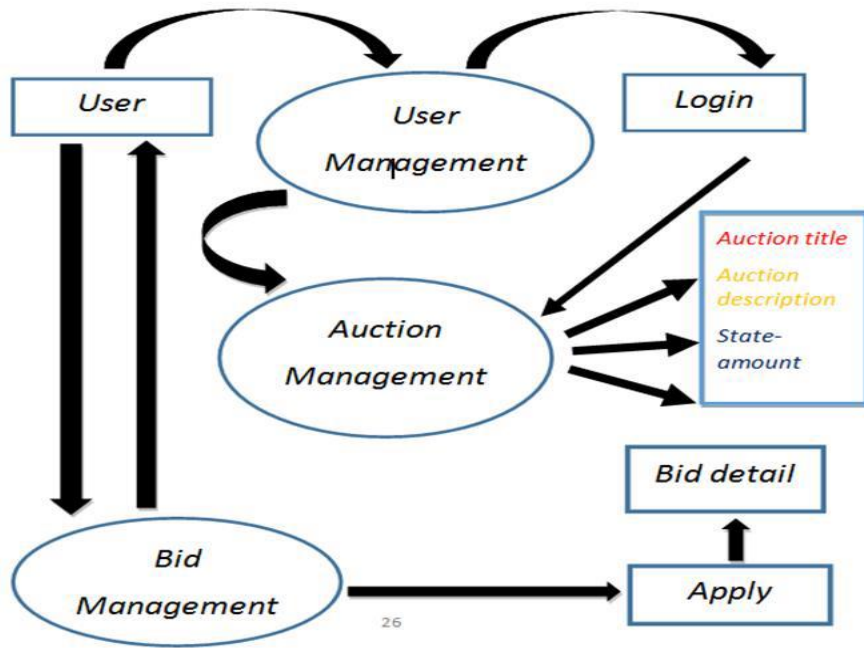 User
User
Management
Login
Auction title
Auction
description
State-
amount
Auction
Management
Bid detail
Bid
Management
Apply
26